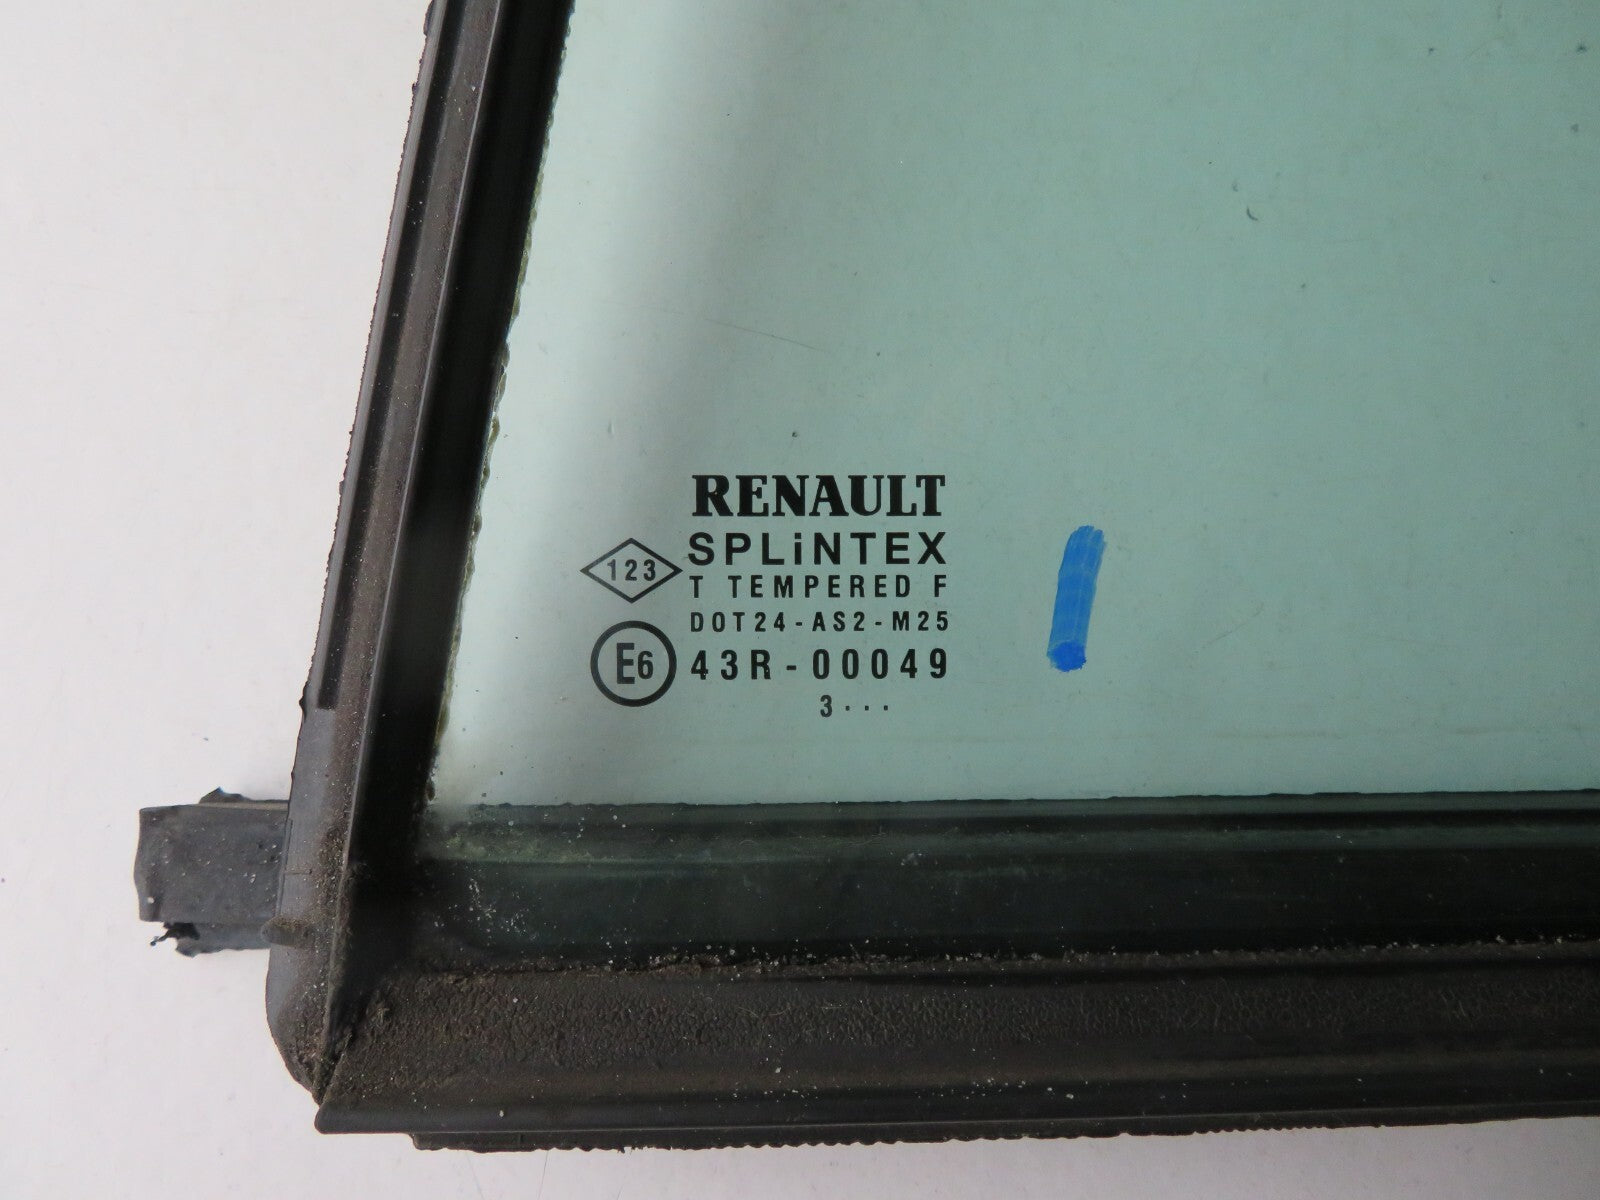 RENAULT
SPLiNTEX
123
T TEMPERED F
DOT24-AS2-M25
E6 43R-00049
3...